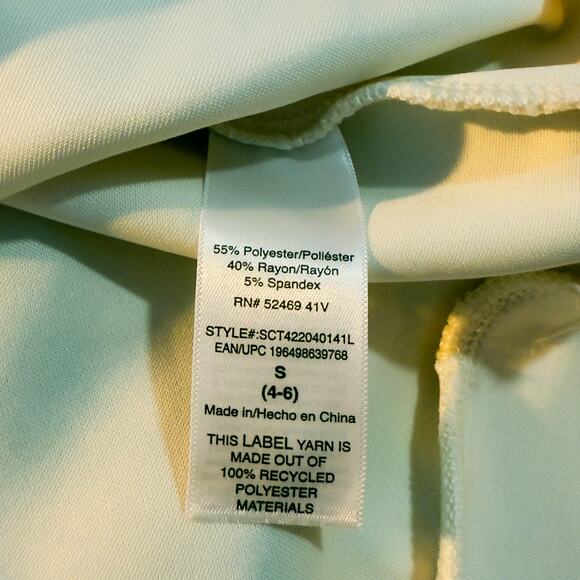 55% Polyester/Poliéster
40% Rayon/Rayón
5% Spandex
RN# 52469 41V
STYLE#:SCT422040141L
EAN/UPC 196498639768
S
(4-6)
Made in/Hecho en China
THIS LABEL YARN IS
MADE OUT OF
100% RECYCLED
POLYESTER
MATERIALS